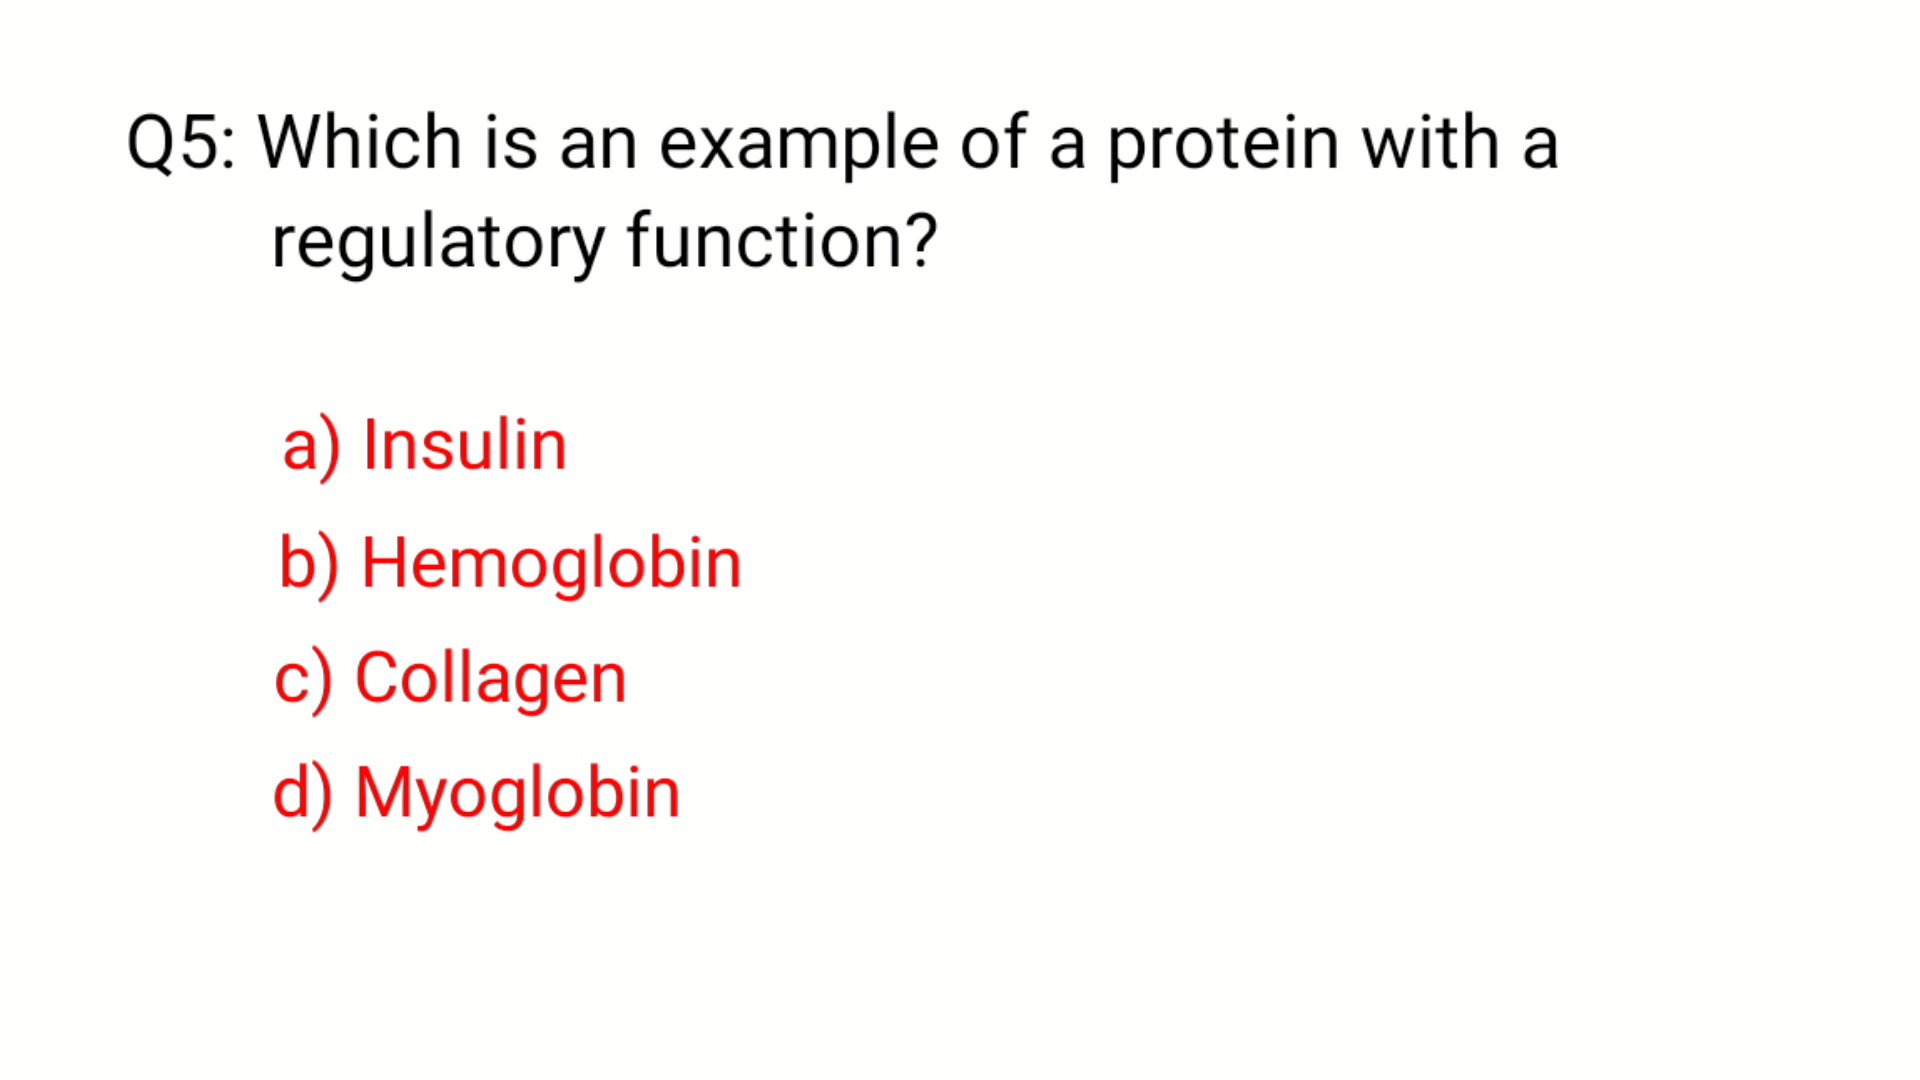 Q5: Which is an example of a protein with a
regulatory function?
a) Insulin
b) Hemoglobin
c) Collagen
d) Myoglobin